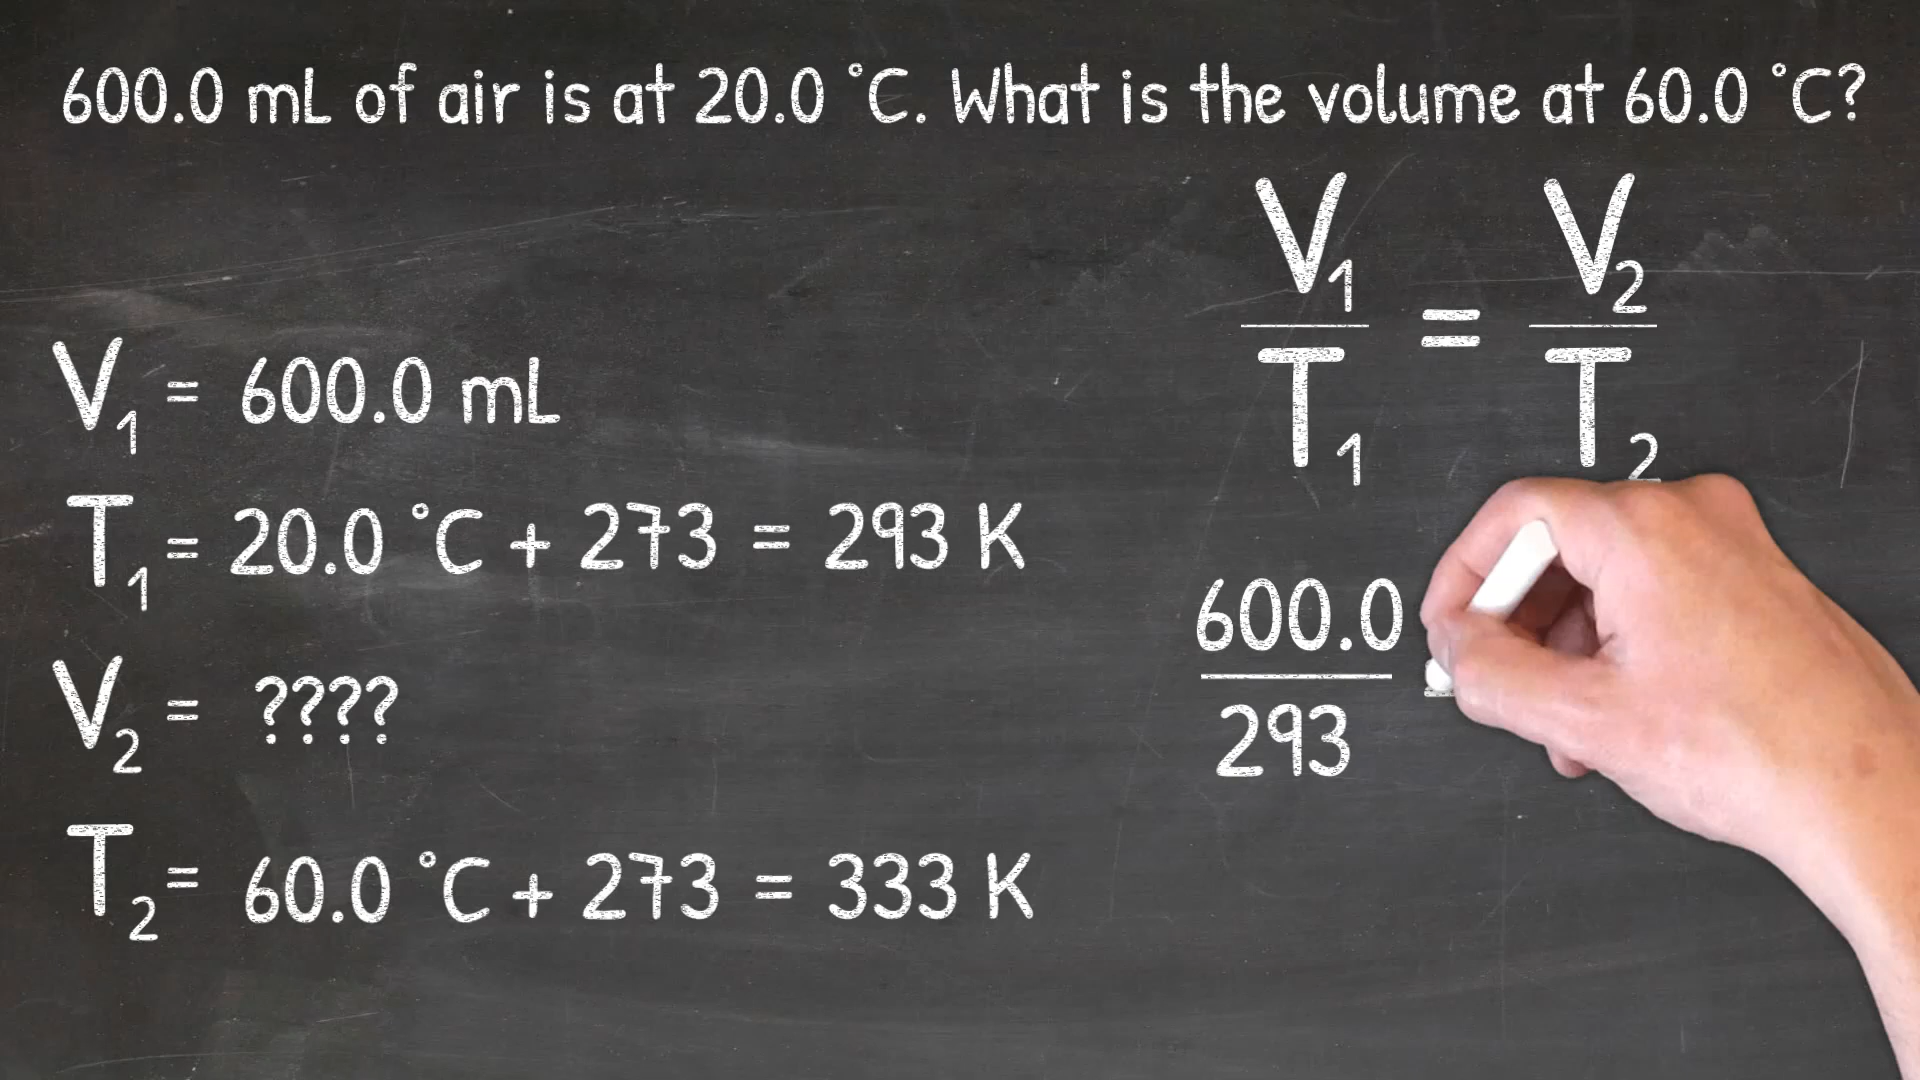 600.0 mL of air is at 20.0 °C. What is the volume at 60.0 °C?
V₁ = 600.0 mL
T₁ = 20.0 °C + 273 = 293 K
V₂ = ????
T₂ = 60.0 °C + 273 = 333 K
V₁ / T₁ = V₂ / T₂
600.0 / 293